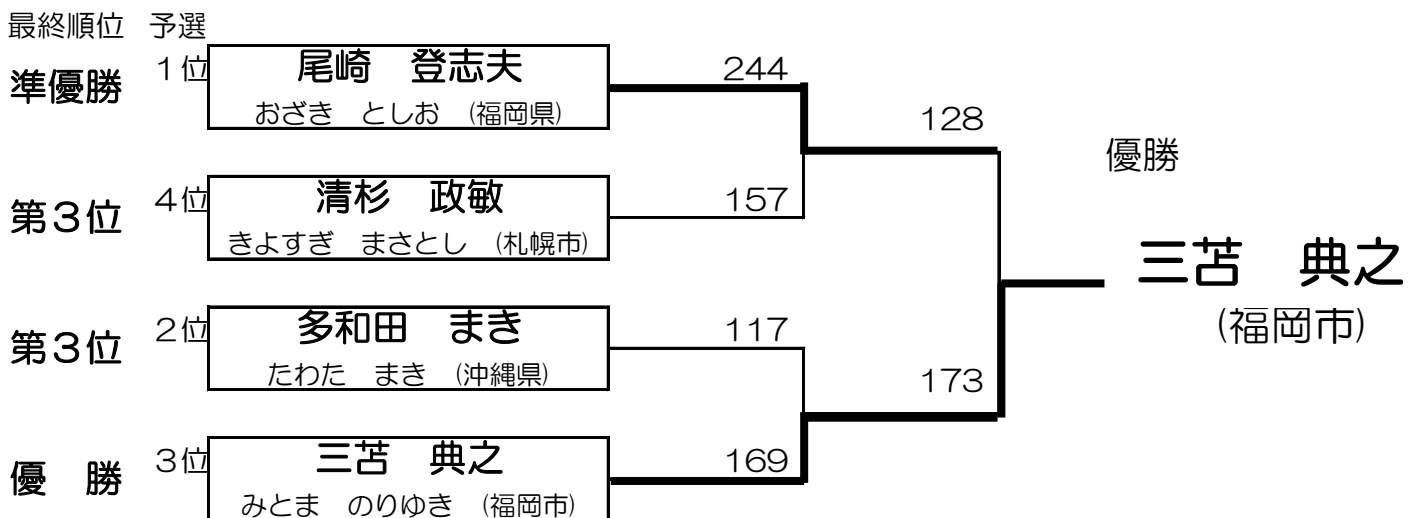 最終順位 予選
準優勝 1位 尾崎 登志夫 244
おざき としお (福岡県)
128
優勝
第3位 4位 清杉 政敏 157
きよすぎ まさとし (札幌市)
三苫 典之
(福岡市)
第3位 2位 多和田 まき 117
たわた まき (沖縄県)
173
優 勝 3位 三苫 典之 169
みとま のりゆき (福岡市)